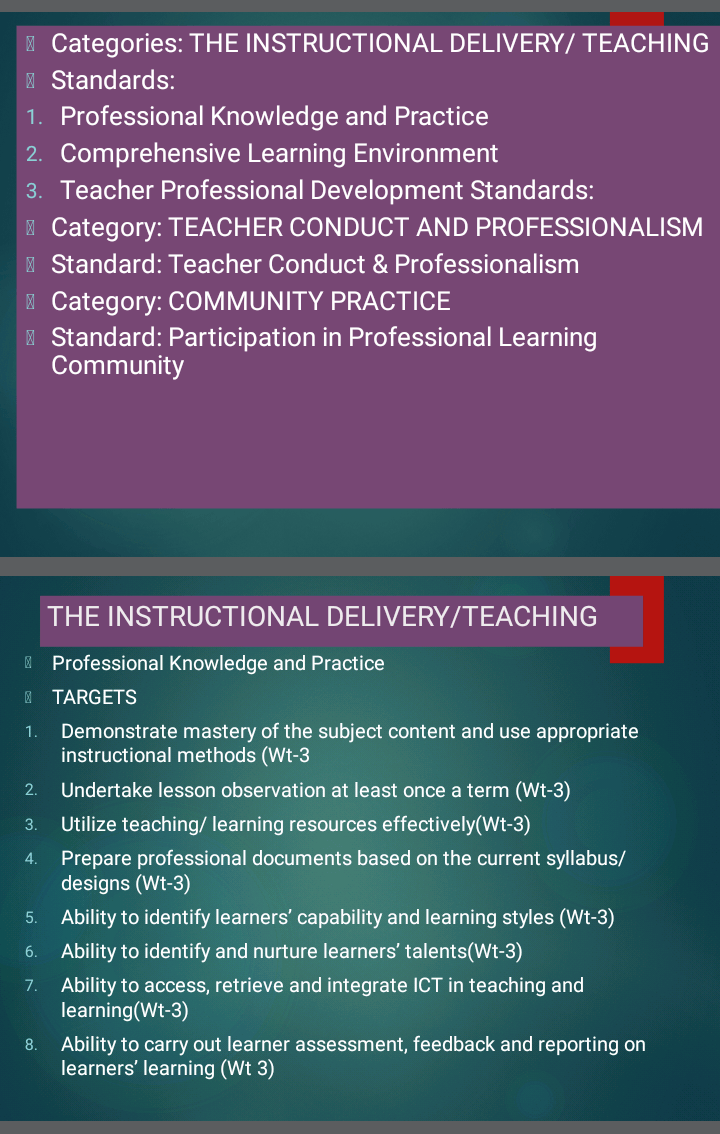 Categories: THE INSTRUCTIONAL DELIVERY/ TEACHING
Standards:
1. Professional Knowledge and Practice
2. Comprehensive Learning Environment
3. Teacher Professional Development Standards:
Category: TEACHER CONDUCT AND PROFESSIONALISM
Standard: Teacher Conduct & Professionalism
Category: COMMUNITY PRACTICE
Standard: Participation in Professional Learning
Community
THE INSTRUCTIONAL DELIVERY/TEACHING
Professional Knowledge and Practice
TARGETS
1. Demonstrate mastery of the subject content and use appropriate
instructional methods (Wt-3
2. Undertake lesson observation at least once a term (Wt-3)
3. Utilize teaching/ learning resources effectively(Wt-3)
4. Prepare professional documents based on the current syllabus/
designs (Wt-3)
5. Ability to identify learners’ capability and learning styles (Wt-3)
6. Ability to identify and nurture learners’ talents(Wt-3)
7. Ability to access, retrieve and integrate ICT in teaching and
learning(Wt-3)
8. Ability to carry out learner assessment, feedback and reporting on
learners’ learning (Wt 3)